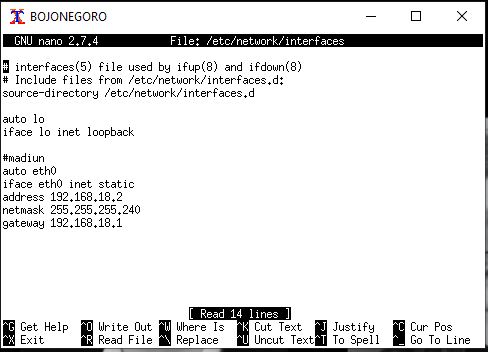 BOJONEGORO
GNU nano 2.7.4 File: /etc/network/interfaces
# interfaces(5) file used by ifup(8) and ifdown(8)
# Include files from /etc/network/interfaces.d:
source-directory /etc/network/interfaces.d
auto lo
iface lo inet loopback
#madiun
auto eth0
iface eth0 inet static
address 192.168.18.2
netmask 255.255.255.240
gateway 192.168.18.1
[ Read 14 lines ]
^G Get Help ^O Write Out ^W Where Is ^K Cut Text ^J Justify ^C Cur Pos
^X Exit ^R Read File ^\ Replace ^U Uncut Text ^T To Spell ^_ Go To Line